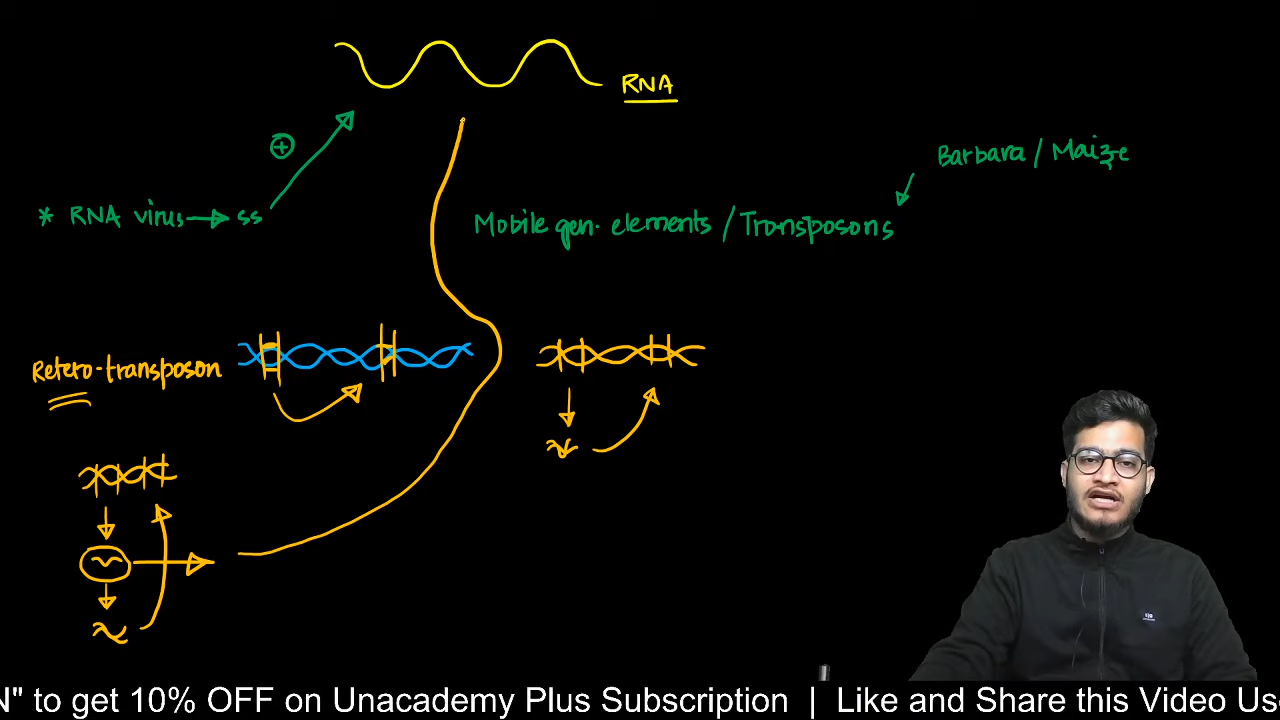 RNA
⊕
Barbara / Maize
* RNA virus → ss
Mobile gen. elements / Transposons
Retero-transposon
N" to get 10% OFF on Unacademy Plus Subscription | Like and Share this Video Us